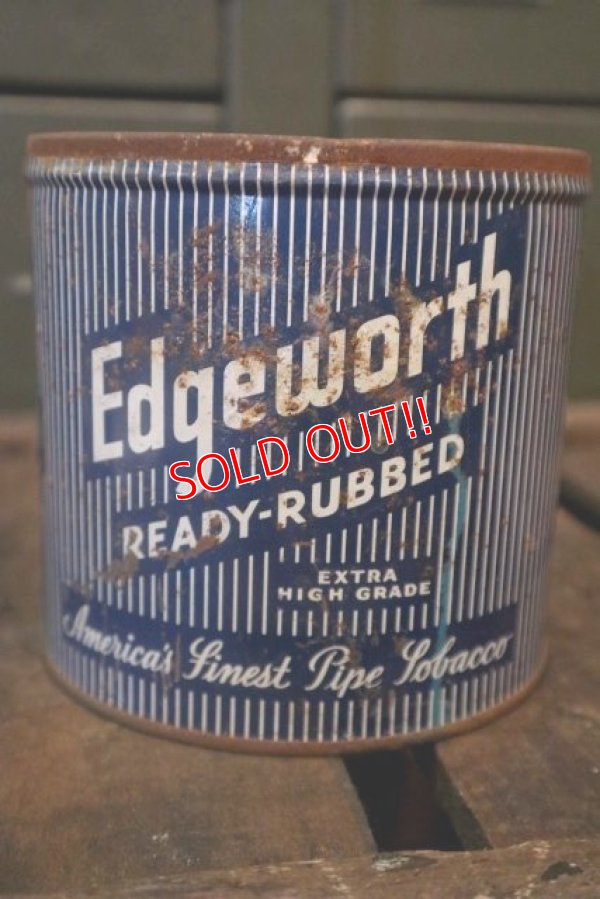 Edgeworth
SOLD OUT!!
READY-RUBBED
EXTRA
HIGH GRADE
America's Finest Pipe Tobacco